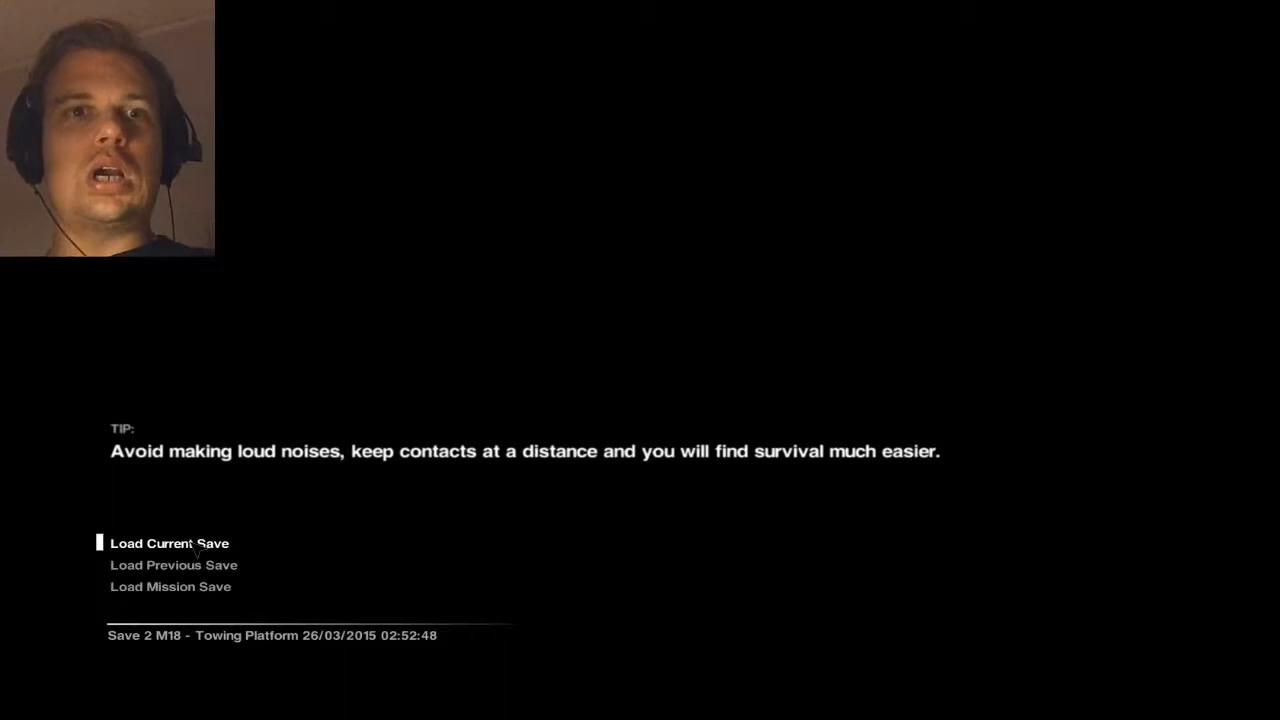 TIP:
Avoid making loud noises, keep contacts at a distance and you will find survival much easier.
Load Current Save
Load Previous Save
Load Mission Save
Save 2 M18 - Towing Platform 26/03/2015 02:52:48